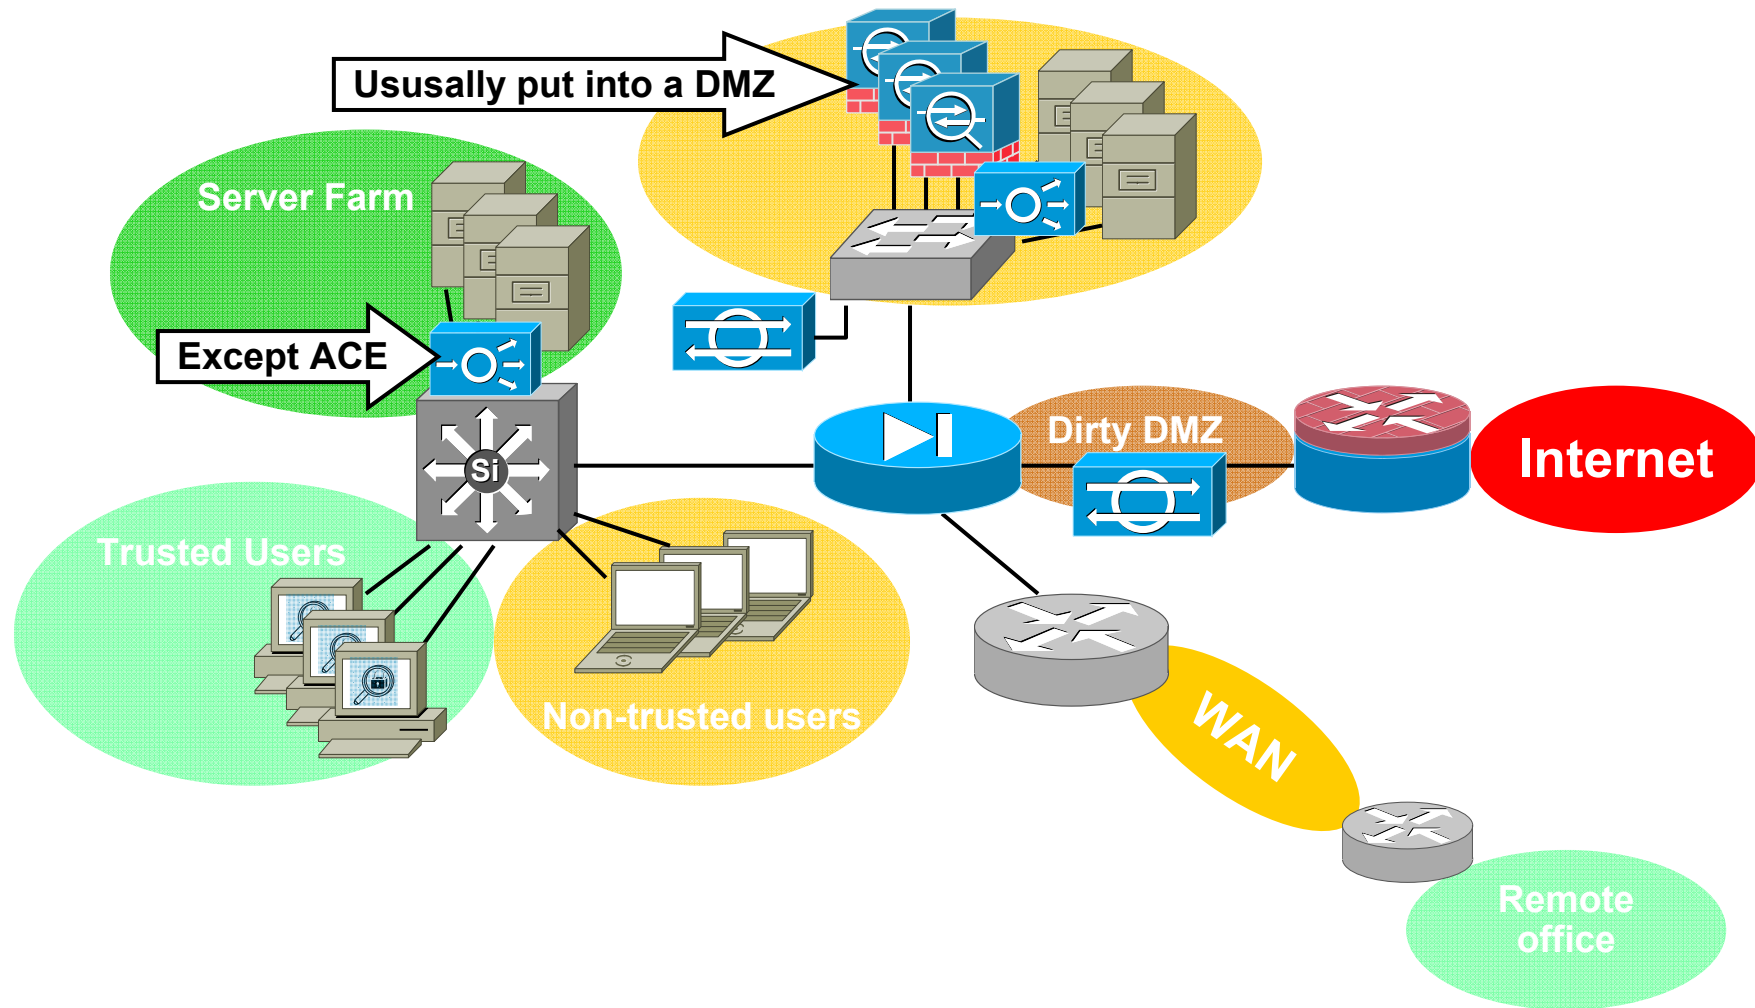 Ususally put into a DMZ
Server Farm
Except ACE
Dirty DMZ
Internet
Si
Trusted Users
Non-trusted users
WAN
Remote
office